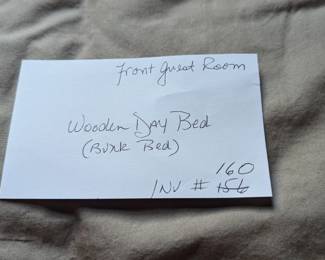 Front Guest Room
Wooden Day Bed
(Bunk Bed)
160
INV # 156